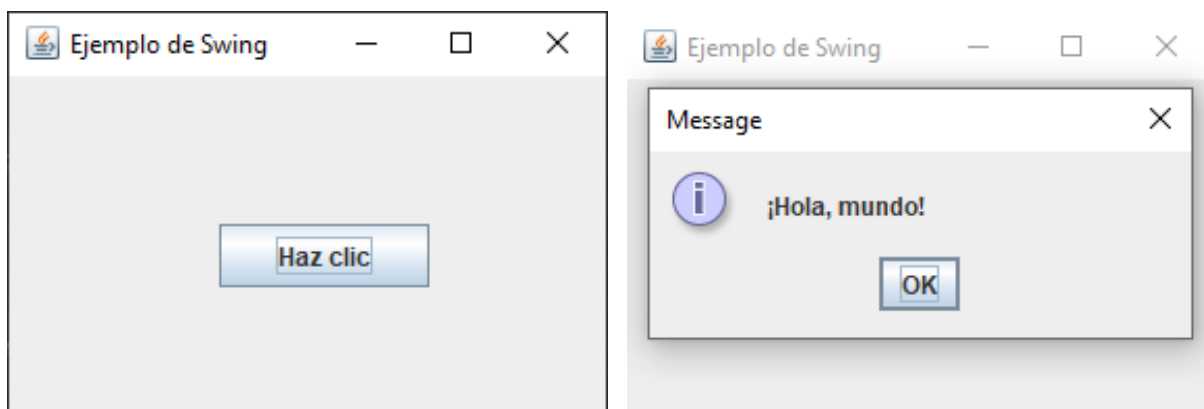 Ejemplo de Swing
Haz clic
Ejemplo de Swing
Message
¡Hola, mundo!
OK